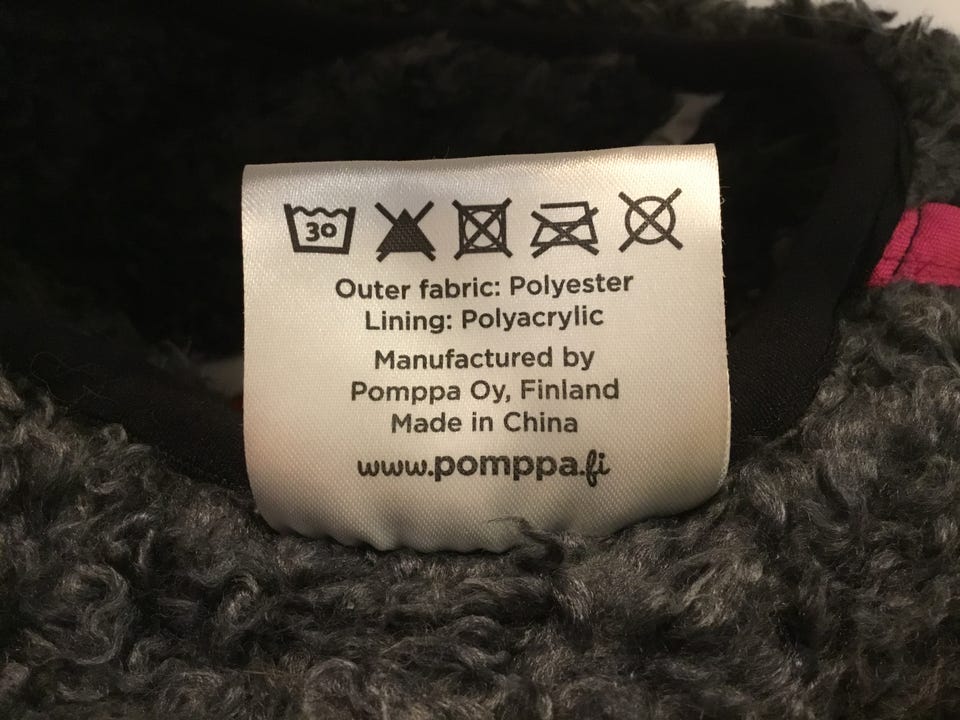 30
Outer fabric: Polyester
Lining: Polyacrylic
Manufactured by
Pomppa Oy, Finland
Made in China
www.pomppa.fi